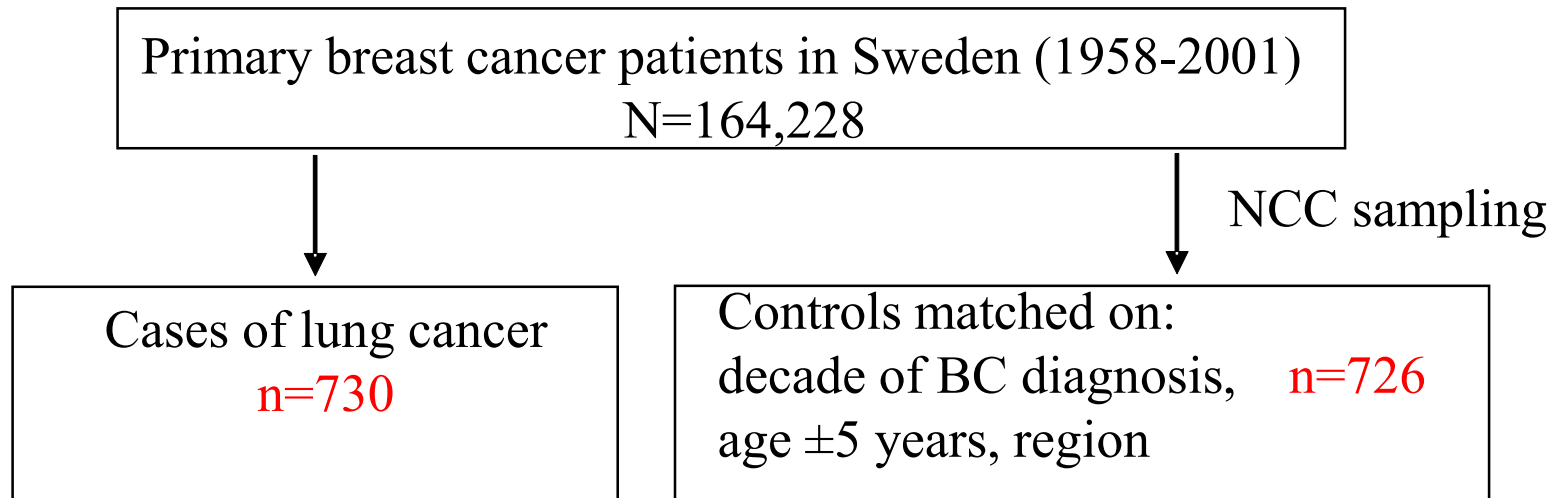 Primary breast cancer patients in Sweden (1958-2001)
N=164,228
NCC sampling
Cases of lung cancer
n=730
Controls matched on:
decade of BC diagnosis, n=726
age ±5 years, region